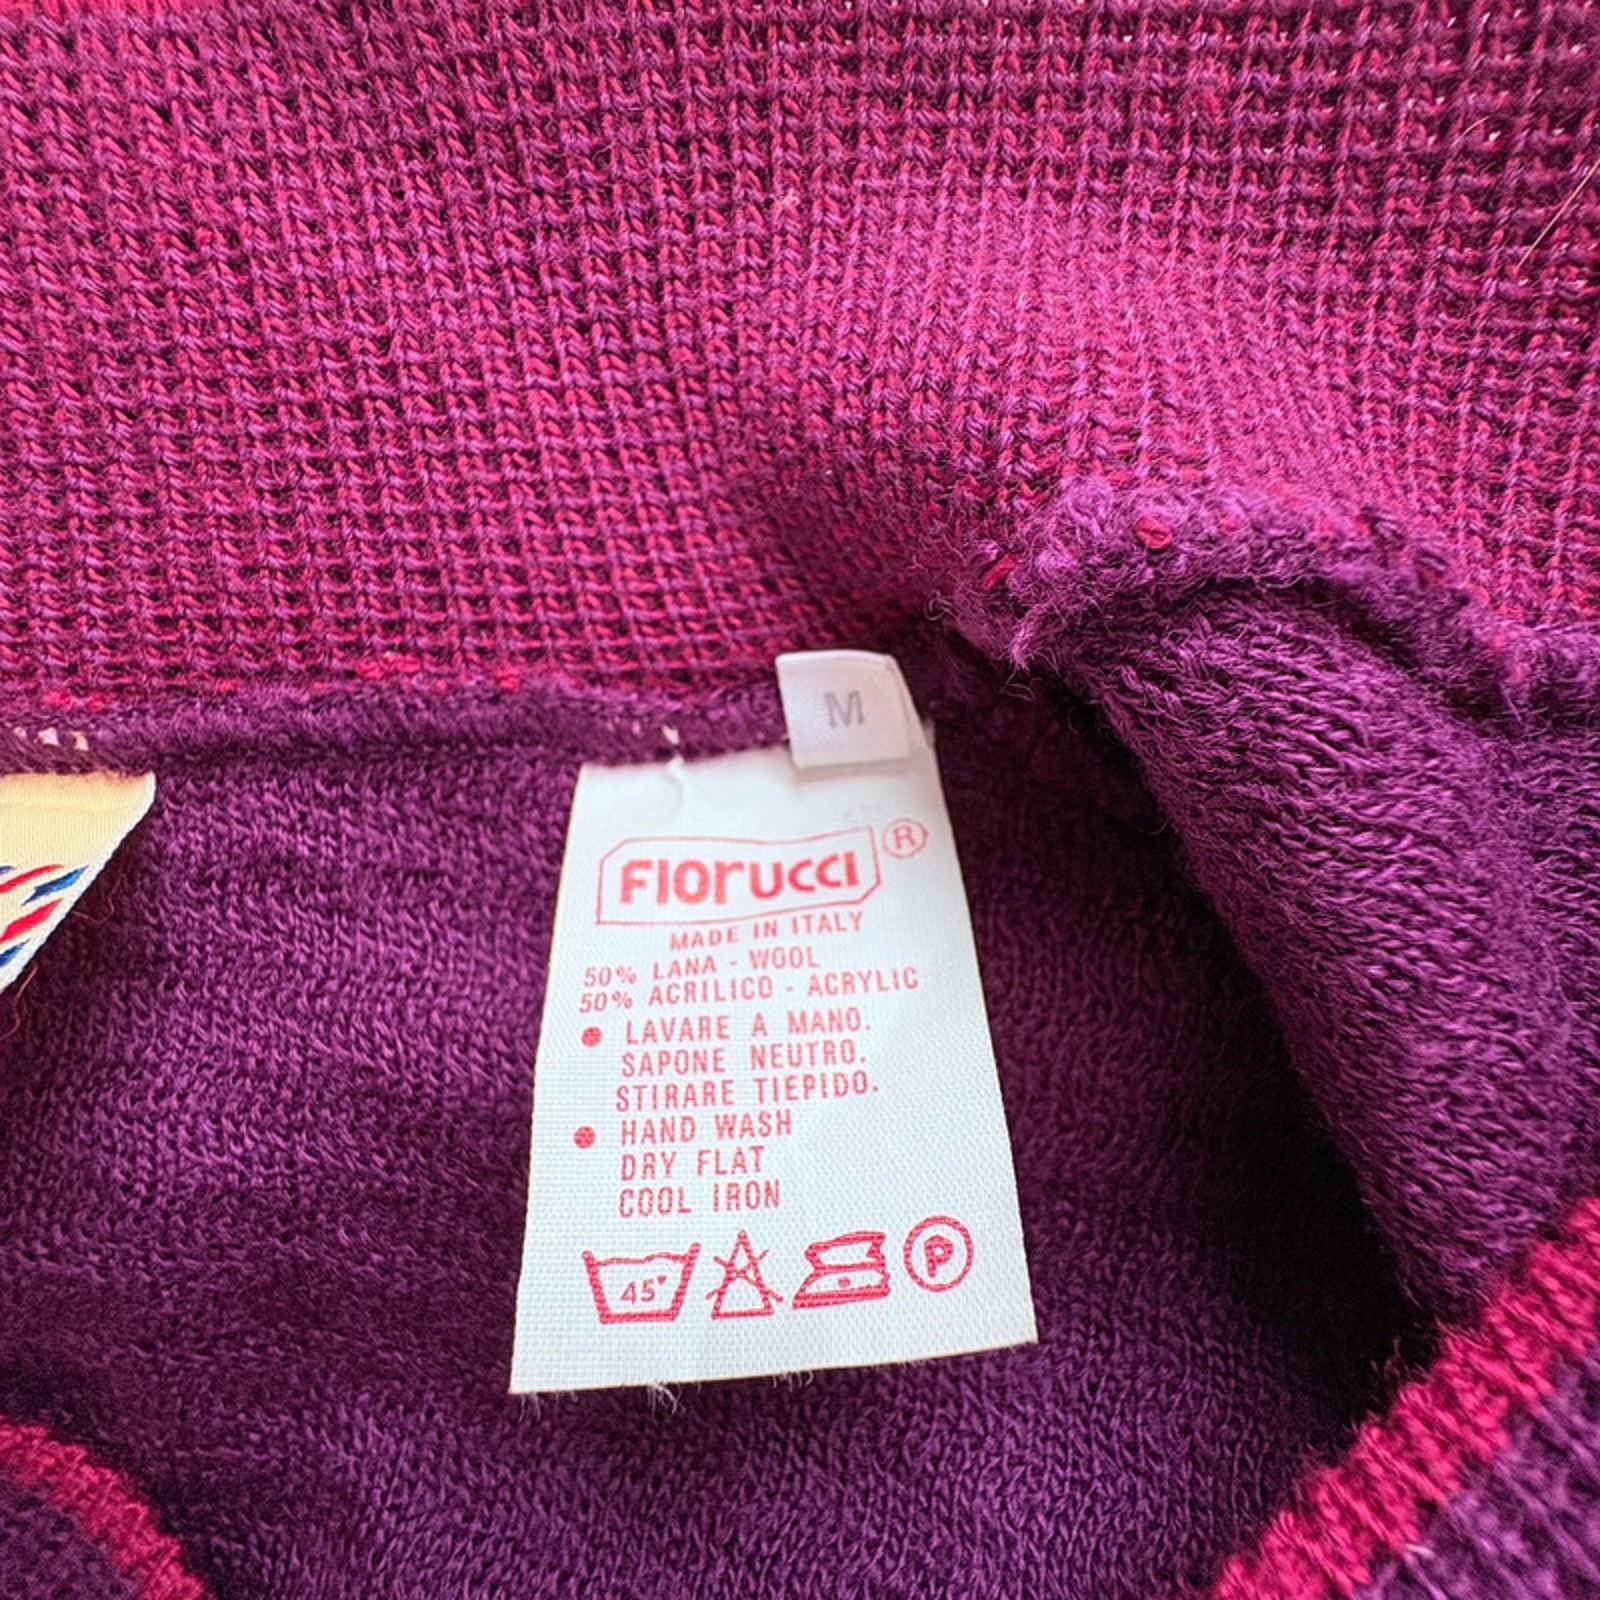 M
FIORUCCI ®
MADE IN ITALY
50% LANA - WOOL
50% ACRILICO - ACRYLIC
● LAVARE A MANO.
SAPONE NEUTRO.
STIRARE TIEPIDO.
● HAND WASH
DRY FLAT
COOL IRON
45° P